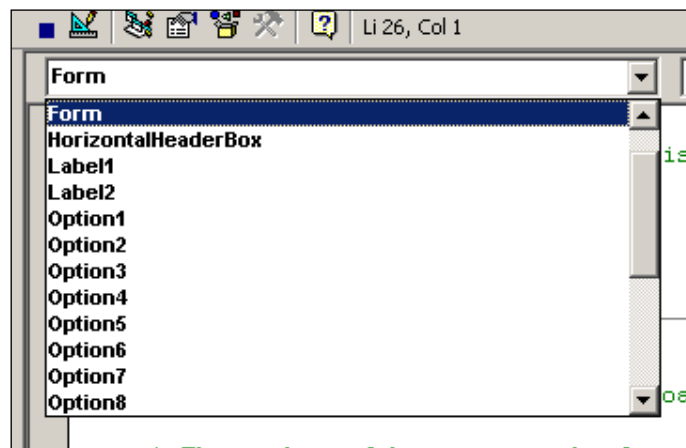 Li 26, Col 1
Form
Form
HorizontalHeaderBox
Label1
Label2
Option1
Option2
Option3
Option4
Option5
Option6
Option7
Option8